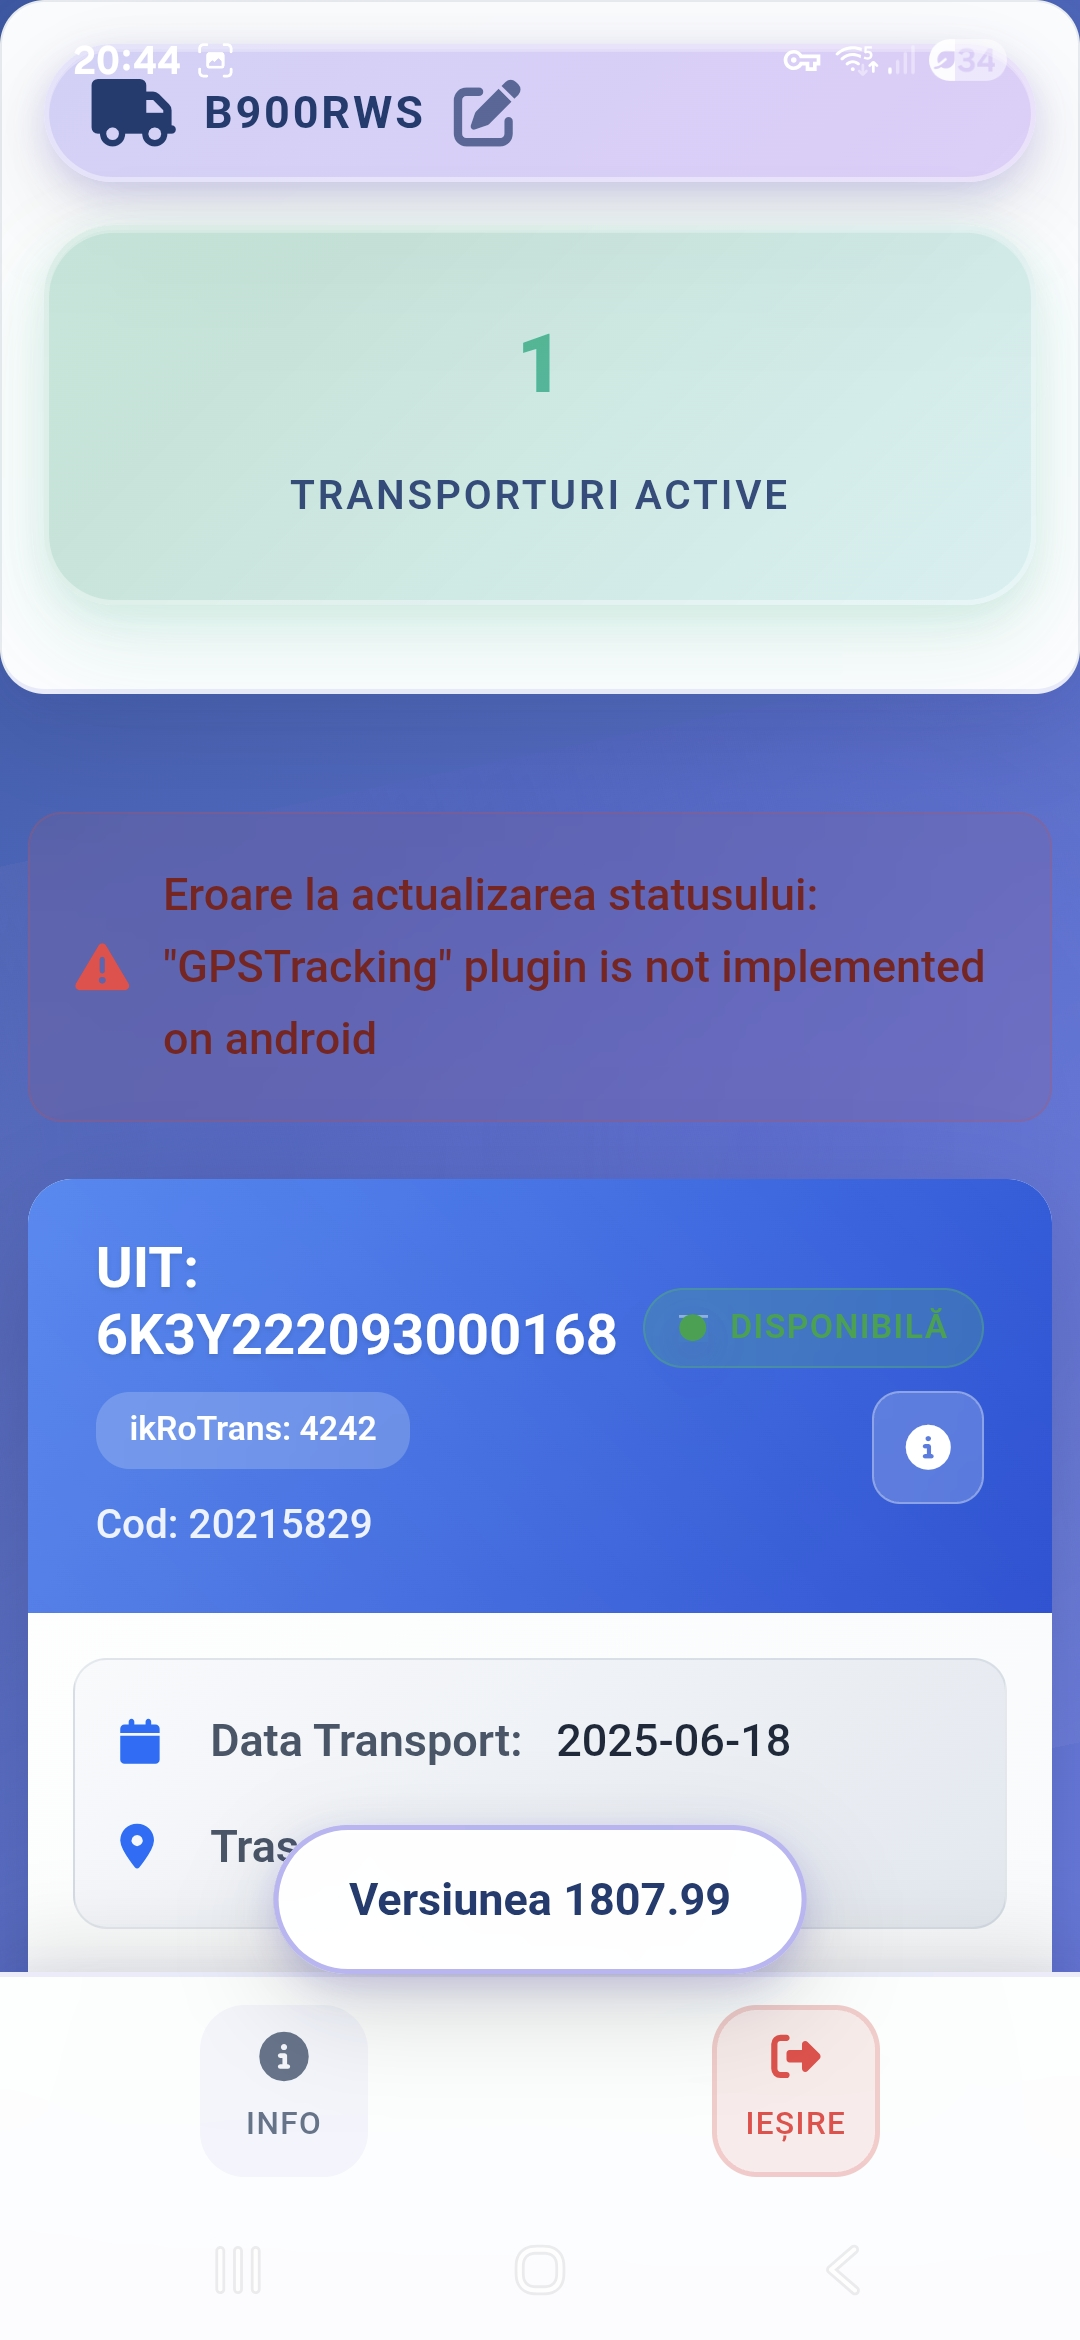 20:44
5
34
B900RWS
1
TRANSPORTURI ACTIVE
Eroare la actualizarea statusului:
"GPSTracking" plugin is not implemented
on android
UIT:
6K3Y222093000168
DISPONIBILĂ
ikRoTrans: 4242
Cod: 20215829
Data Transport: 2025-06-18
Versiunea 1807.99
INFO
IEȘIRE